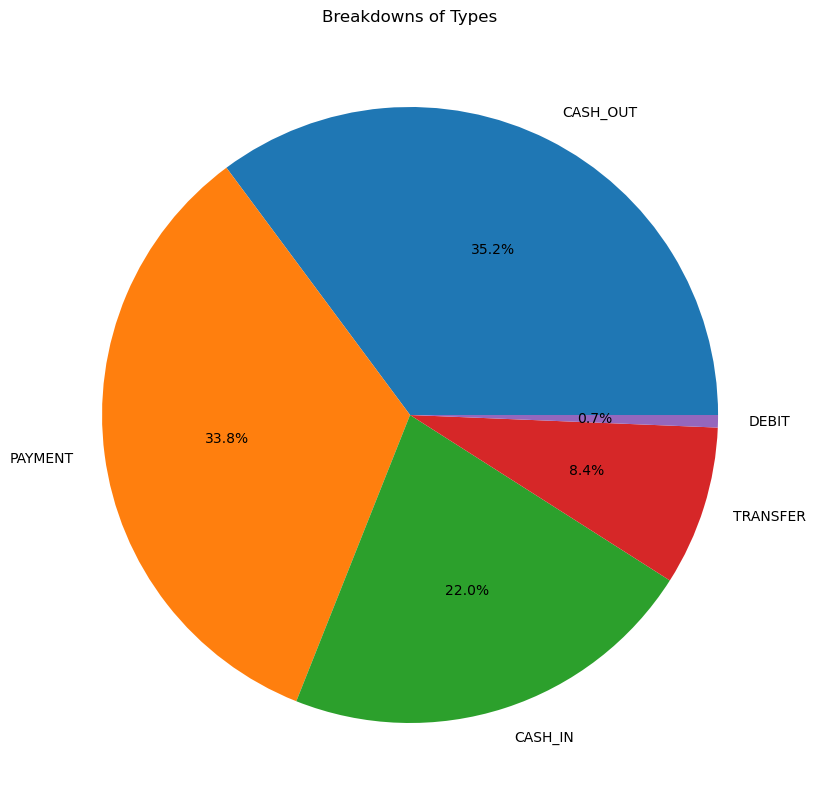 Breakdowns of Types
CASH_OUT
35.2%
PAYMENT
33.8%
CASH_IN
22.0%
TRANSFER
8.4%
DEBIT
0.7%